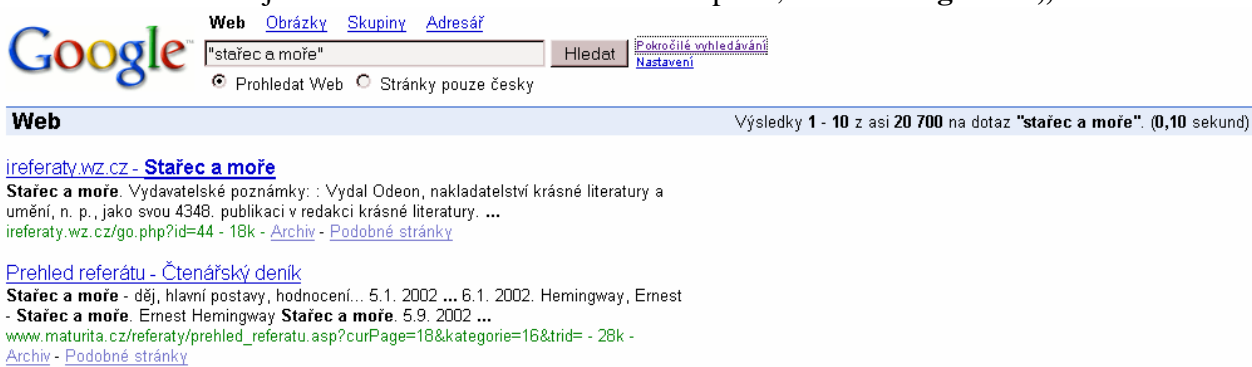 Web Obrázky Skupiny Adresář
Google™
"stařec a moře" Hledat Pokročilé vyhledávání
Nastavení
Prohledat Web Stránky pouze česky
Web Výsledky 1 - 10 z asi 20 700 na dotaz "stařec a moře". (0,10 sekund)
ireferaty.wz.cz - Stařec a moře
Stařec a moře. Vydavatelské poznámky: : Vydal Odeon, nakladatelství krásné literatury a
umění, n. p., jako svou 4348. publikaci v redakci krásné literatury. ...
ireferaty.wz.cz/go.php?id=44 - 18k - Archiv - Podobné stránky
Prehled referátu - Čtenářský deník
Stařec a moře - děj, hlavní postavy, hodnocení... 5.1. 2002 ... 6.1. 2002. Hemingway, Ernest
- Stařec a moře. Ernest Hemingway Stařec a moře. 5.9. 2002 ...
www.maturita.cz/referaty/prehled_referatu.asp?curPage=18&kategorie=16&trid= - 28k -
Archiv - Podobné stránky